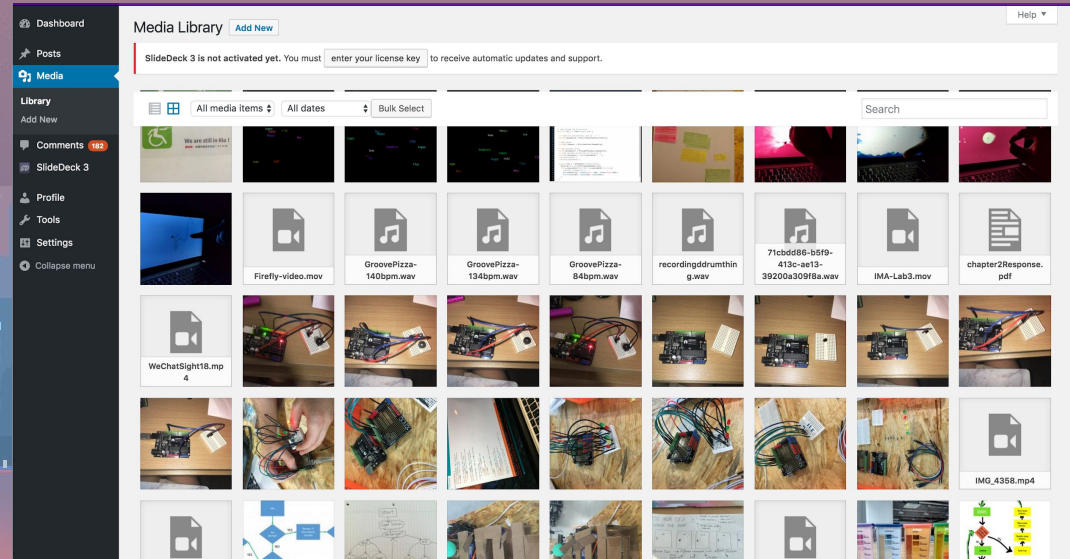 Help ▼
Dashboard
Posts
Media
Library
Add New
Comments 182
SlideDeck 3
Profile
Tools
Settings
Collapse menu
Media Library Add New
SlideDeck 3 is not activated yet. You must enter your license key to receive automatic updates and support.
All media items All dates Bulk Select Search
We are still in the
Firefly-video.mov
GroovePizza-
140bpm.wav
GroovePizza-
134bpm.wav
GroovePizza-
84bpm.wav
recordingddrumthin
g.wav
71cbdd86-b5f9-
413c-ae13-
39200a309f8a.wav
IMA-Lab3.mov
chapter2Response.
pdf
WeChatSight18.mp
4
IMG_4358.mp4